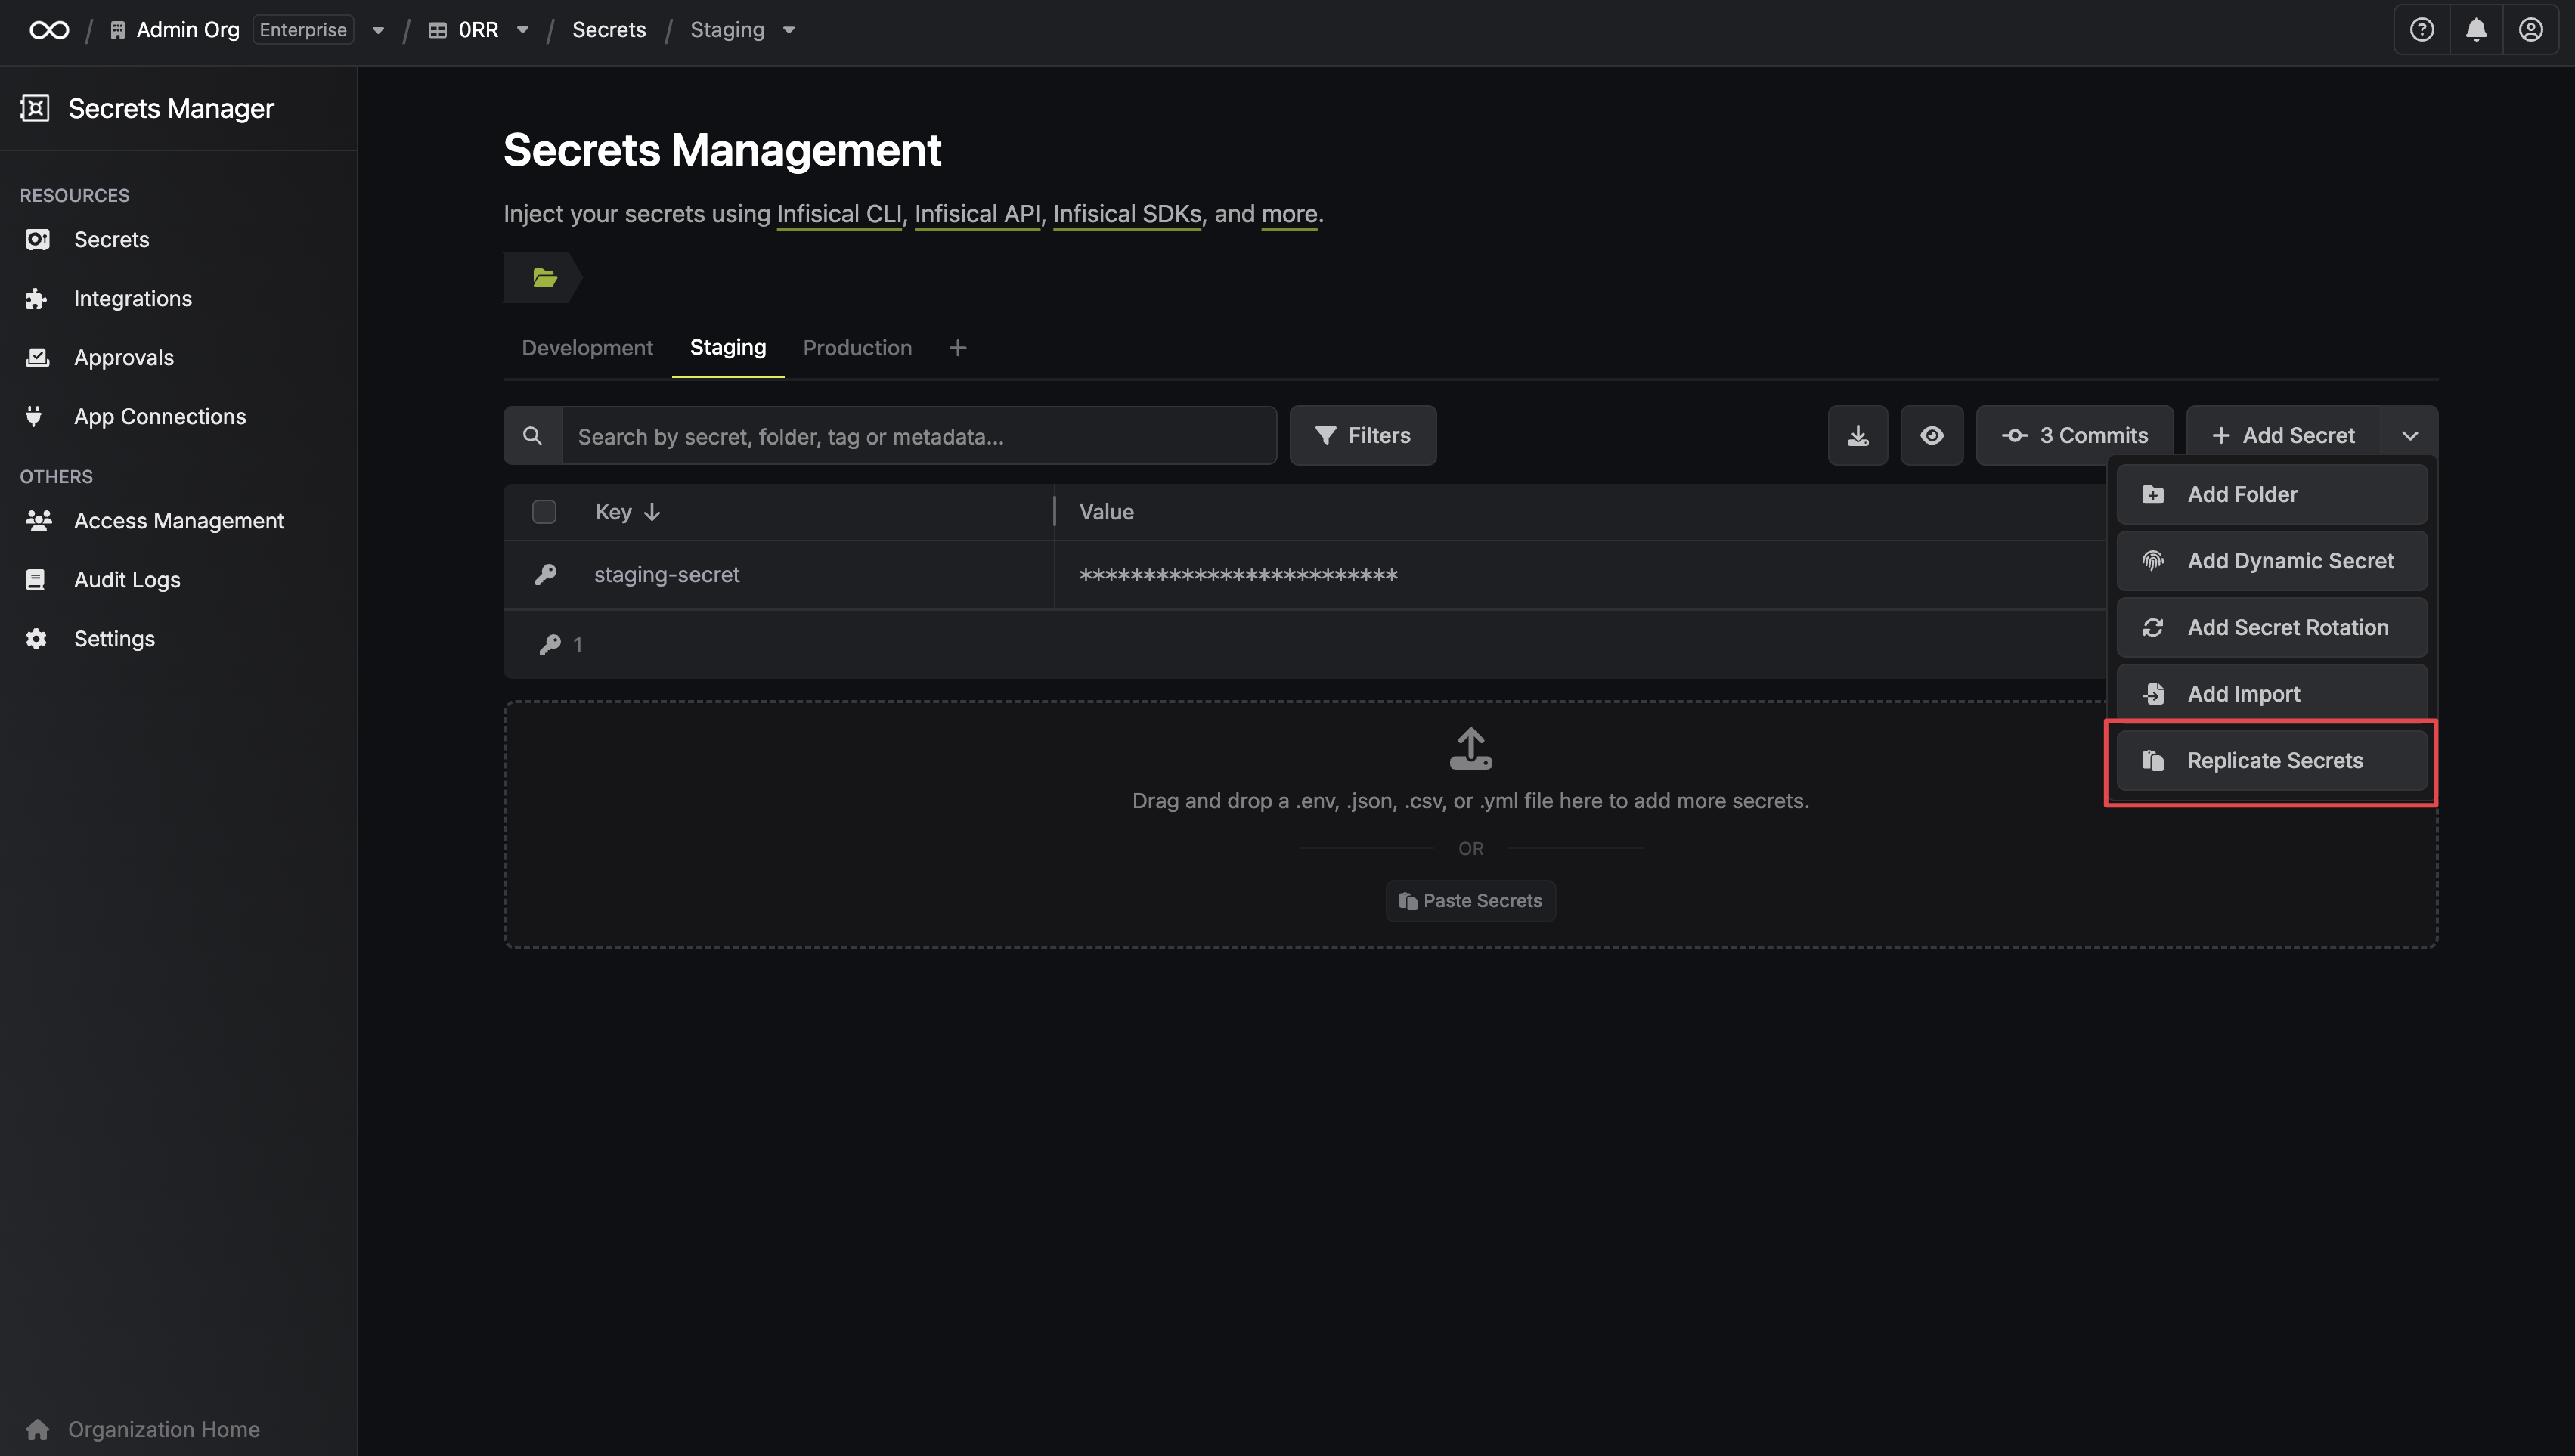 Admin Org Enterprise / 0RR / Secrets / Staging
Secrets Manager
RESOURCES
Secrets
Integrations
Approvals
App Connections
OTHERS
Access Management
Audit Logs
Settings
Organization Home
Secrets Management
Inject your secrets using Infisical CLI, Infisical API, Infisical SDKs, and more.
Development Staging Production +
Search by secret, folder, tag or metadata...
Filters
3 Commits
+ Add Secret
Add Folder
Add Dynamic Secret
Add Secret Rotation
Add Import
Replicate Secrets
Key Value
staging-secret *************************
1
Drag and drop a .env, .json, .csv, or .yml file here to add more secrets.
OR
Paste Secrets